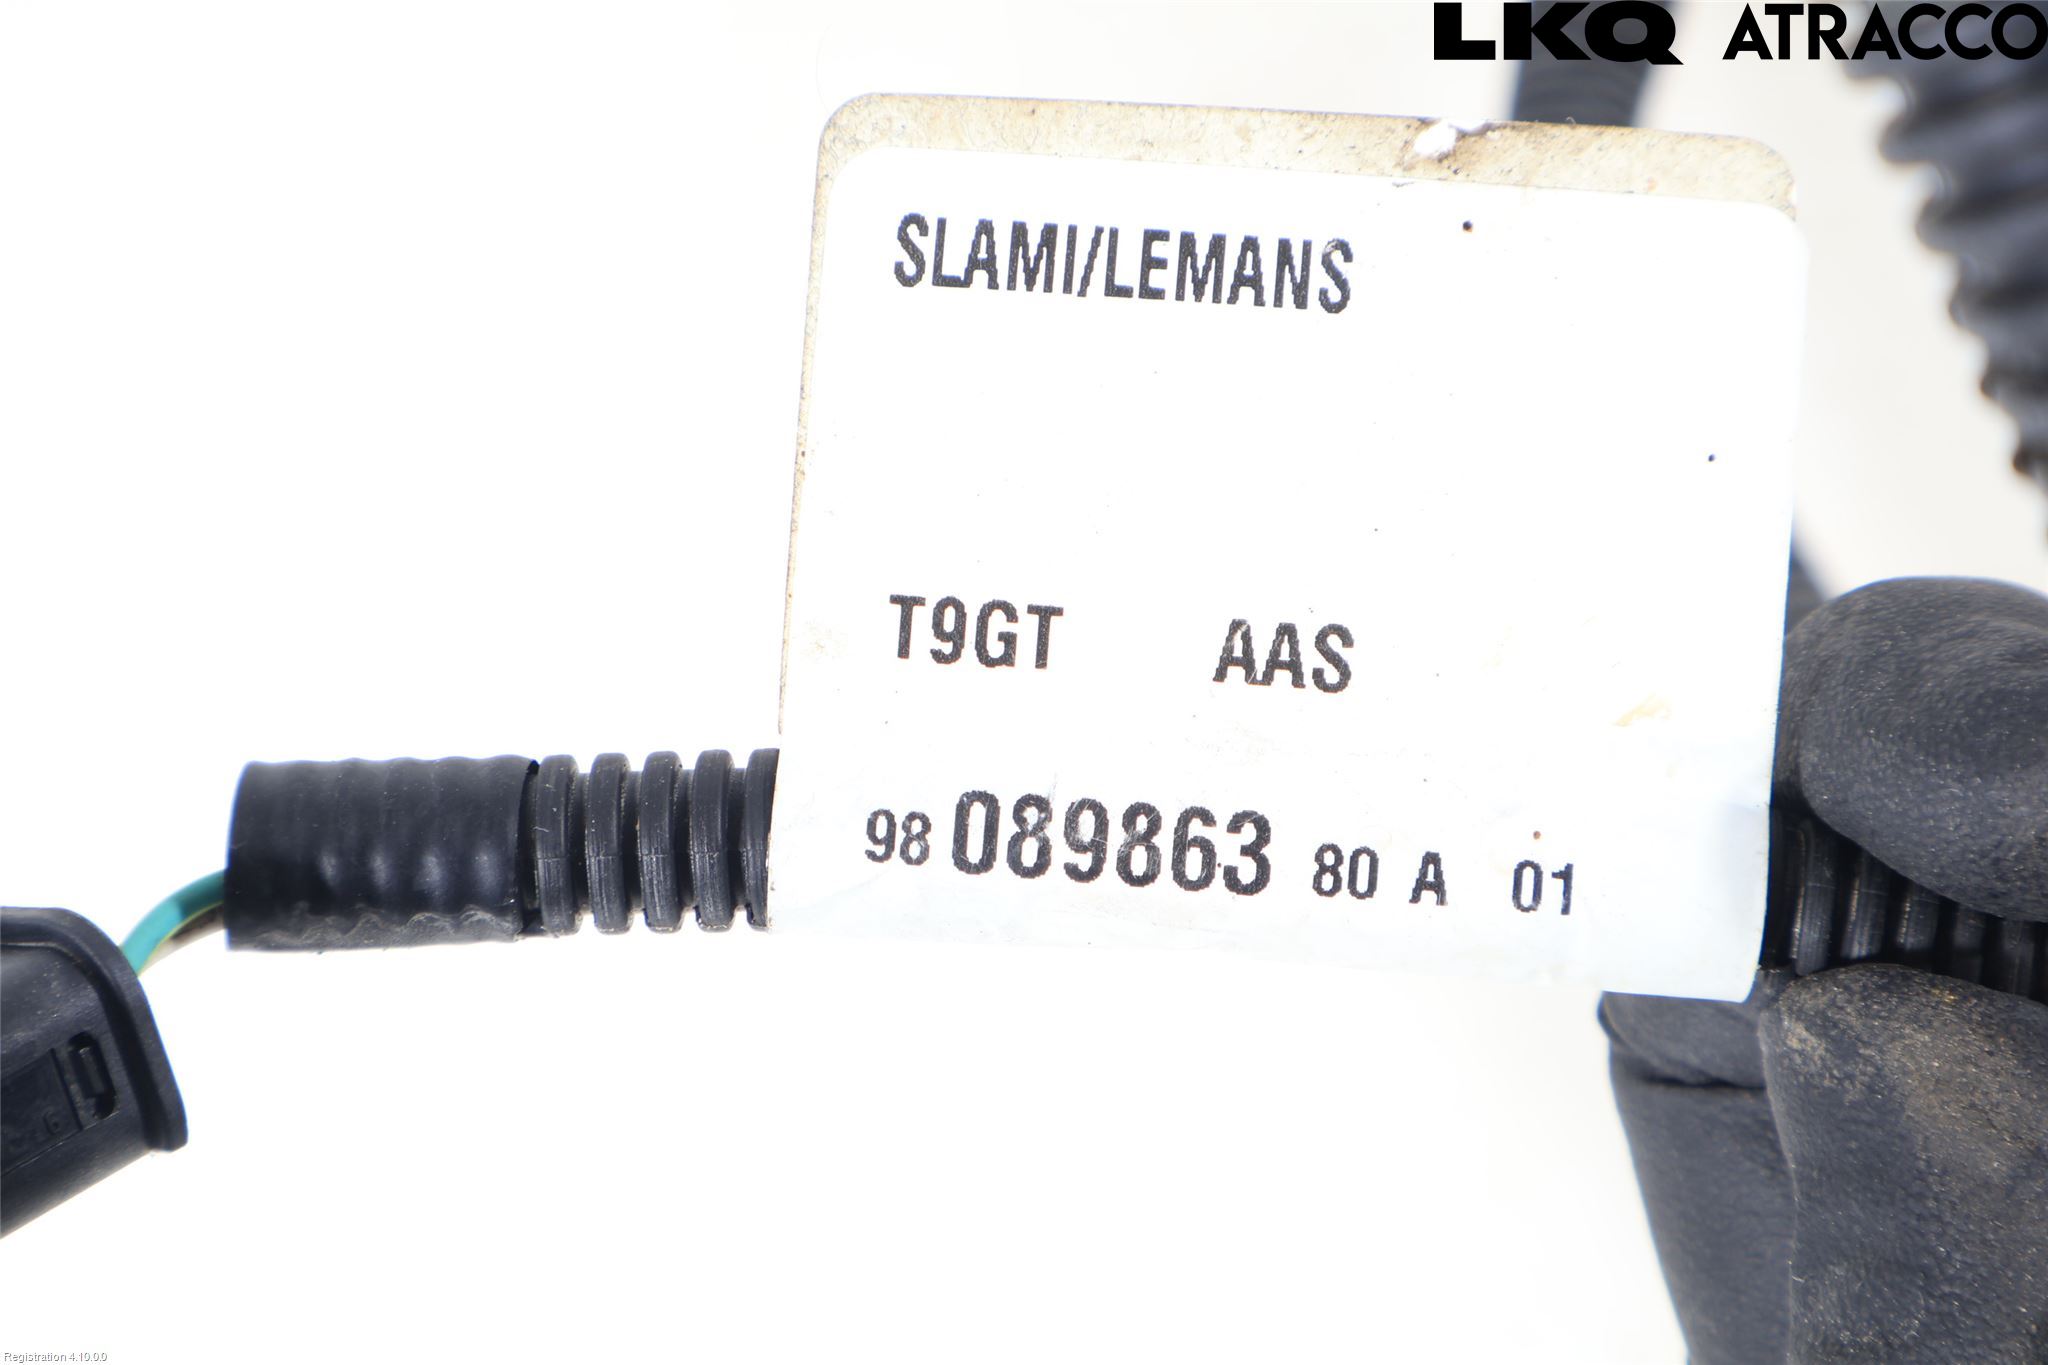 LKQ ATRACCO
SLAMI/LEMANS
T9GT AAS
98 089863 80 A 01
Registration 4.10.0.0